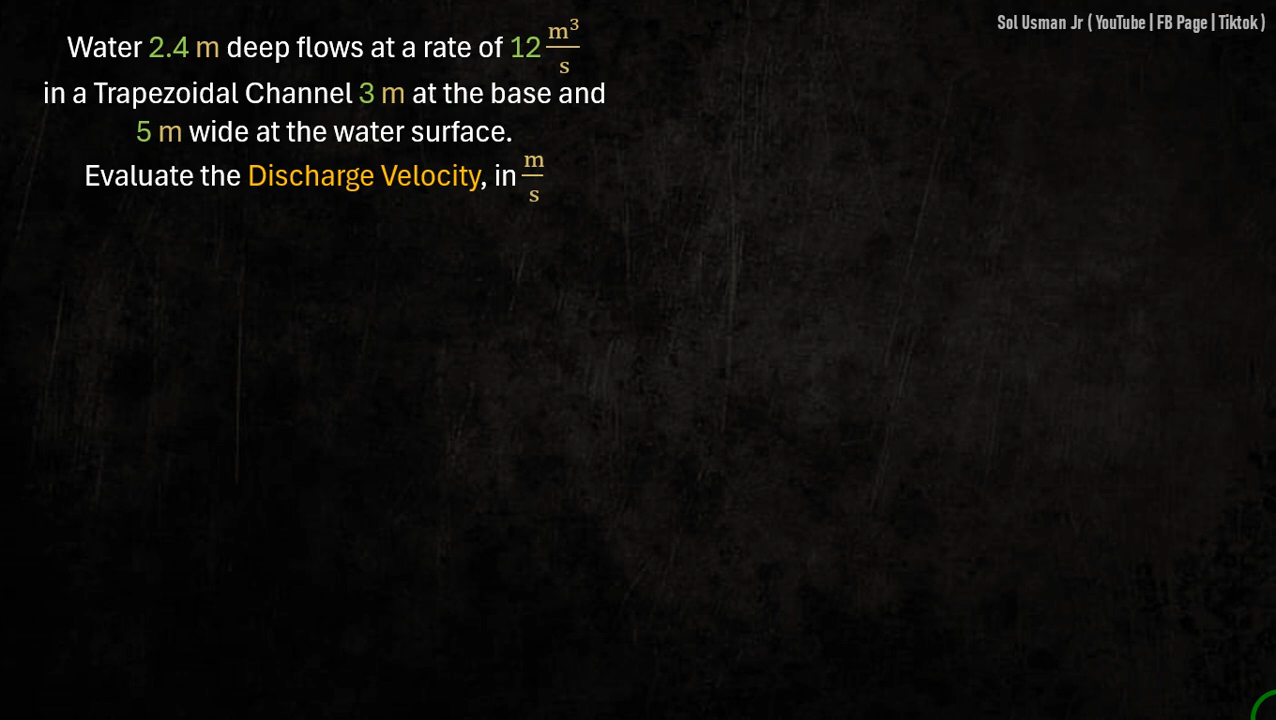 Sol Usman Jr ( YouTube | FB Page | Tiktok )
Water 2.4 m deep flows at a rate of 12 m³/s
in a Trapezoidal Channel 3 m at the base and
5 m wide at the water surface.
Evaluate the Discharge Velocity, in m/s